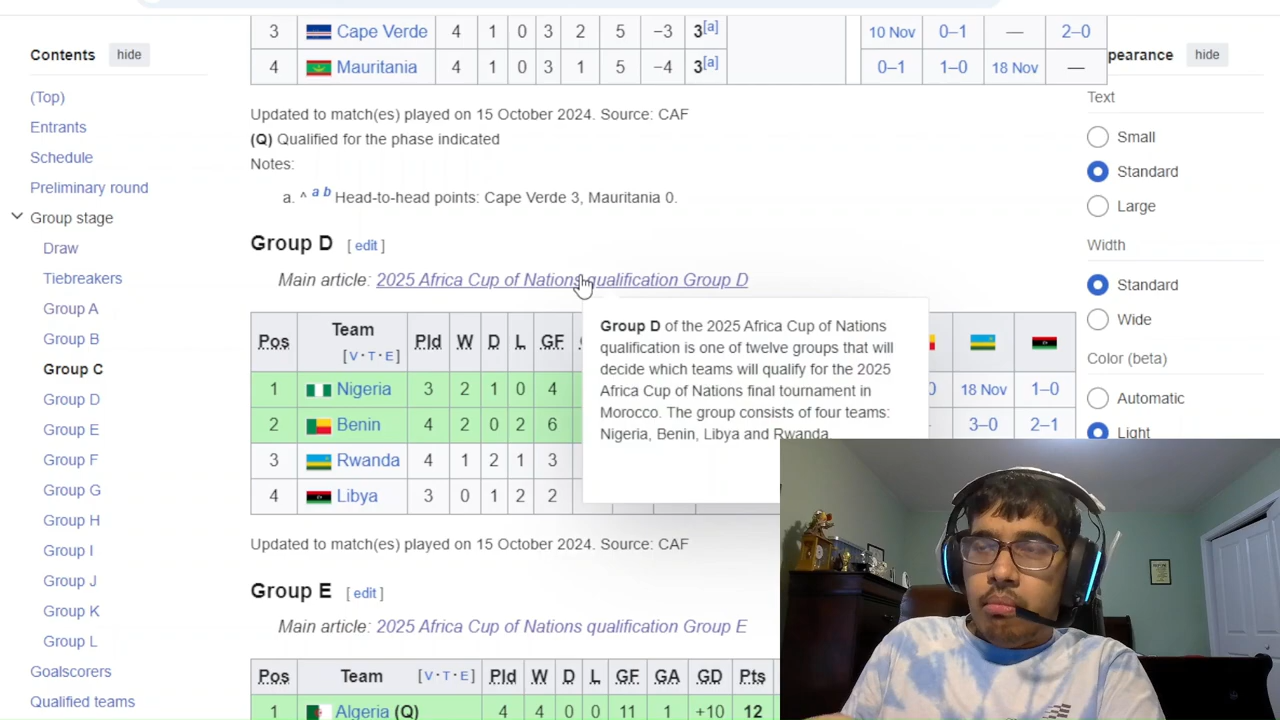 Contents hide
(Top)
Entrants
Schedule
Preliminary round
Group stage
Draw
Tiebreakers
Group A
Group B
Group C
Group D
Group E
Group F
Group G
Group H
Group I
Group J
Group K
Group L
Goalscorers
Qualified teams
3 Cape Verde 4 1 0 3 2 5 −3 3[a] 10 Nov 0–1 — 2–0
4 Mauritania 4 1 0 3 1 5 −4 3[a] 0–1 1–0 18 Nov —
Updated to match(es) played on 15 October 2024. Source: CAF
(Q) Qualified for the phase indicated
Notes:
a. ^ a b Head-to-head points: Cape Verde 3, Mauritania 0.
Group D [ edit ]
Main article: 2025 Africa Cup of Nations qualification Group D
Pos Team [V·T·E] Pld W D L GF
1 Nigeria 3 2 1 0 4 0 18 Nov 1–0
2 Benin 4 2 0 2 6 3–0 2–1
3 Rwanda 4 1 2 1 3
4 Libya 3 0 1 2 2
Group D of the 2025 Africa Cup of Nations
qualification is one of twelve groups that will
decide which teams will qualify for the 2025
Africa Cup of Nations final tournament in
Morocco. The group consists of four teams:
Nigeria, Benin, Libya and Rwanda.
Updated to match(es) played on 15 October 2024. Source: CAF
Group E [ edit ]
Main article: 2025 Africa Cup of Nations qualification Group E
Pos Team [V·T·E] Pld W D L GF GA GD Pts
1 Algeria (Q) 4 4 0 0 11 1 +10 12
pearance hide
Text
Small
Standard
Large
Width
Standard
Wide
Color (beta)
Automatic
Light